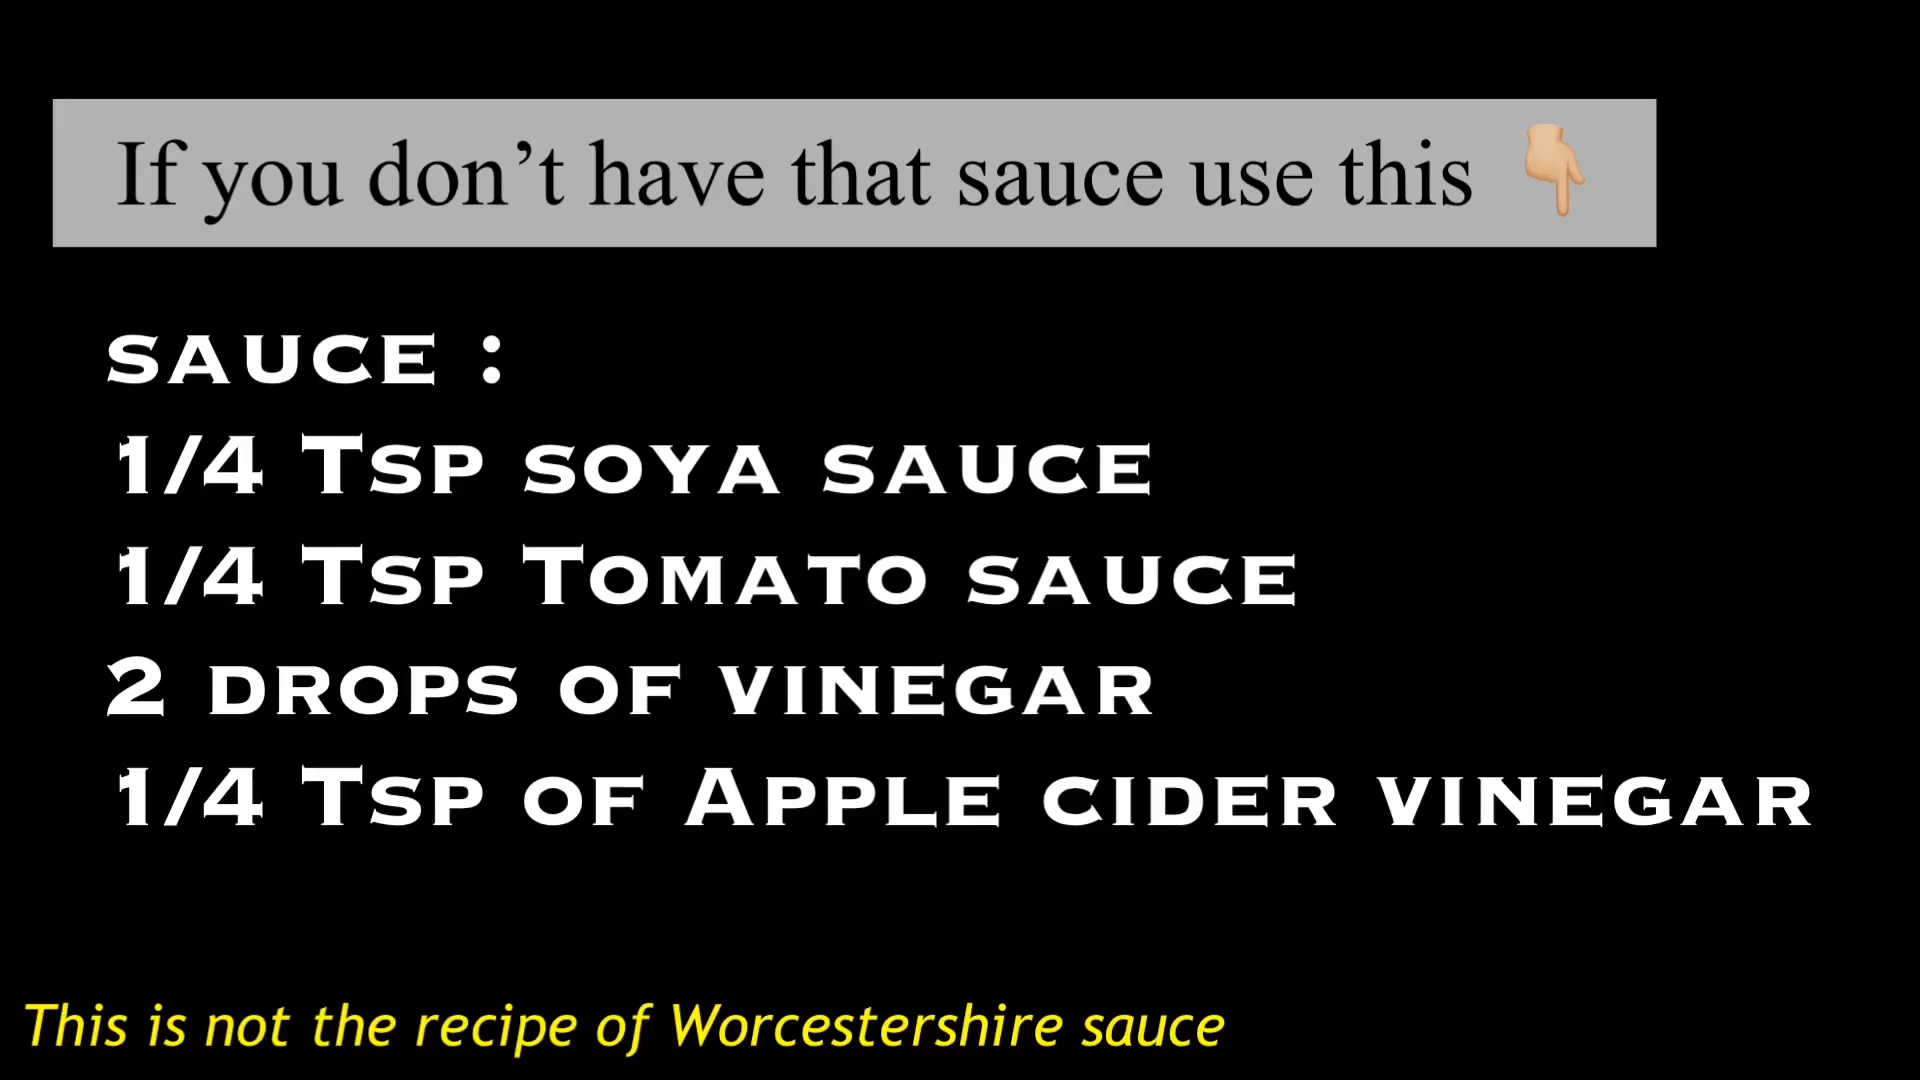 If you don’t have that sauce use this 👇🏼
SAUCE :
1/4 TSP SOYA SAUCE
1/4 TSP TOMATO SAUCE
2 DROPS OF VINEGAR
1/4 TSP OF APPLE CIDER VINEGAR
This is not the recipe of Worcestershire sauce